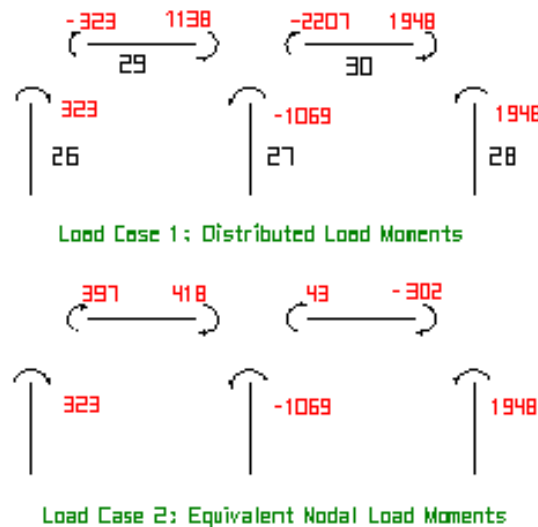 -323 1138 -2207 1948
29 30
323 -1069 1948
26 27 28
Load Case 1; Distributed Load Moments
397 418 43 -302
323 -1069 1948
Load Case 2; Equivalent Nodal Load Moments